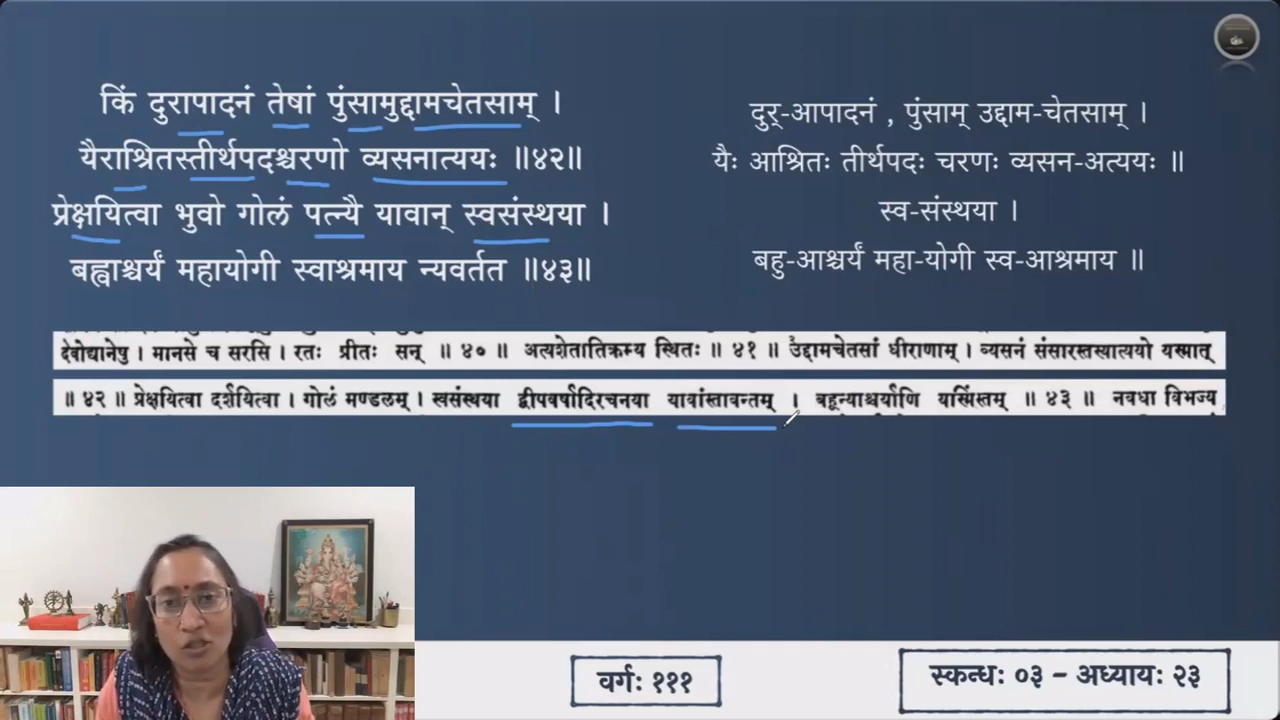 किं दुरापादनं तेषां पुंसामुद्दामचेतसाम् ।
यैराश्रितस्तीर्थपदश्चरणो व्यसनात्ययः ॥४२॥
प्रेक्षयित्वा भुवो गोलं पत्न्यै यावान् स्वसंस्थया ।
बह्वाश्चर्यं महायोगी स्वाश्रमाय न्यवर्तत ॥४३॥
दुर्-आपादनं , पुंसाम् उद्दाम-चेतसाम् ।
यैः आश्रितः तीर्थपदः चरणः व्यसन-अत्ययः ॥
स्व-संस्थया ।
बहु-आश्चर्यं महा-योगी स्व-आश्रमाय ॥
देवोद्यानेषु । मानसे च सरसि । रतः प्रीतः सन् ॥ ४० ॥ अत्यशेतातिक्रम्य स्थितः ॥ ४१ ॥ उद्दामचेतसां धीराणाम् । व्यसनं संसारस्तस्यात्ययो यस्मात्
॥ ४२ ॥ प्रेक्षयित्वा दर्शयित्वा । गोलं मण्डलम् । स्वसंस्थया द्वीपवर्षादिरचनया यावांस्तावन्तम् । बहून्याश्चर्याणि यस्मिंस्तम् ॥ ४३ ॥ नवधा विभज्य
वर्गः १११
स्कन्धः ०३ – अध्यायः २३